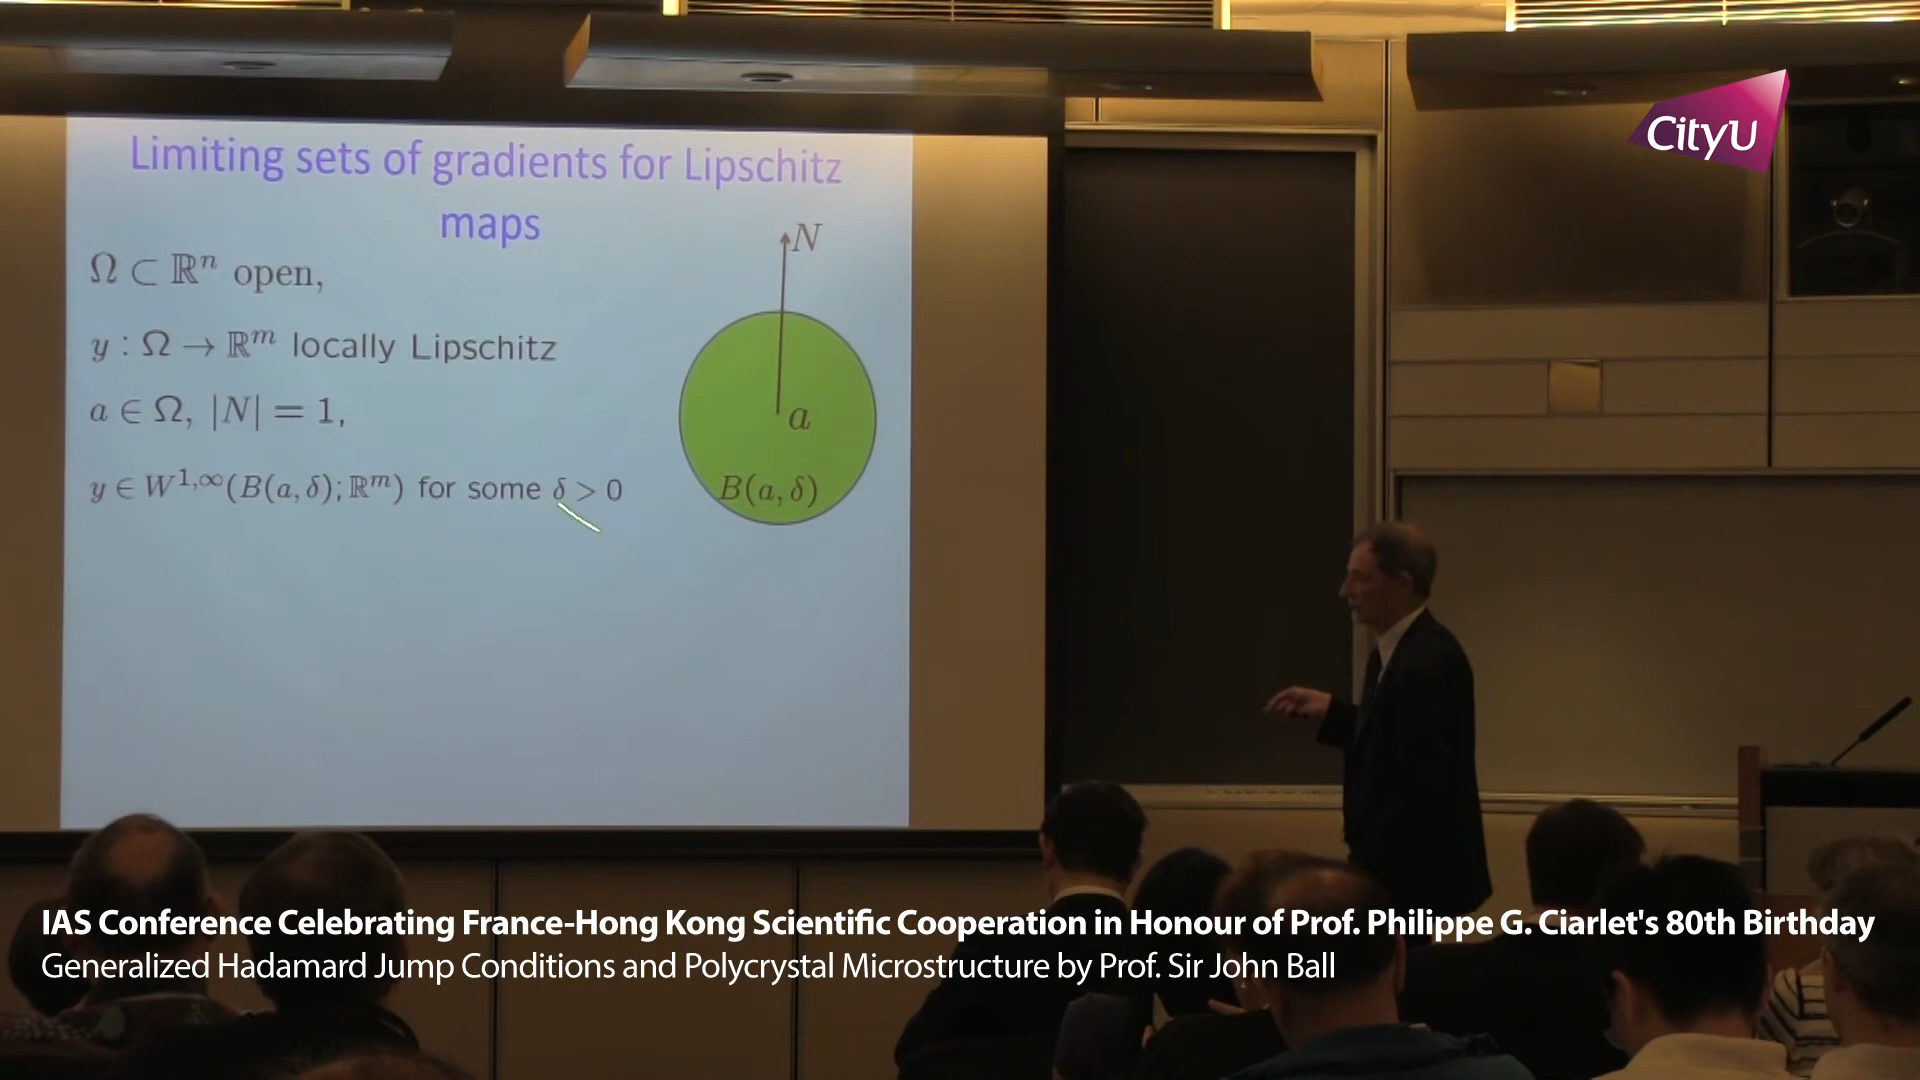 CityU
Limiting sets of gradients for Lipschitz
maps
Ω ⊂ ℝⁿ open,
y : Ω → ℝᵐ locally Lipschitz
a ∈ Ω, |N| = 1,
y ∈ W^{1,∞}(B(a, δ); ℝᵐ) for some δ > 0
N
a
B(a, δ)
IAS Conference Celebrating France-Hong Kong Scientific Cooperation in Honour of Prof. Philippe G. Ciarlet's 80th Birthday
Generalized Hadamard Jump Conditions and Polycrystal Microstructure by Prof. Sir John Ball